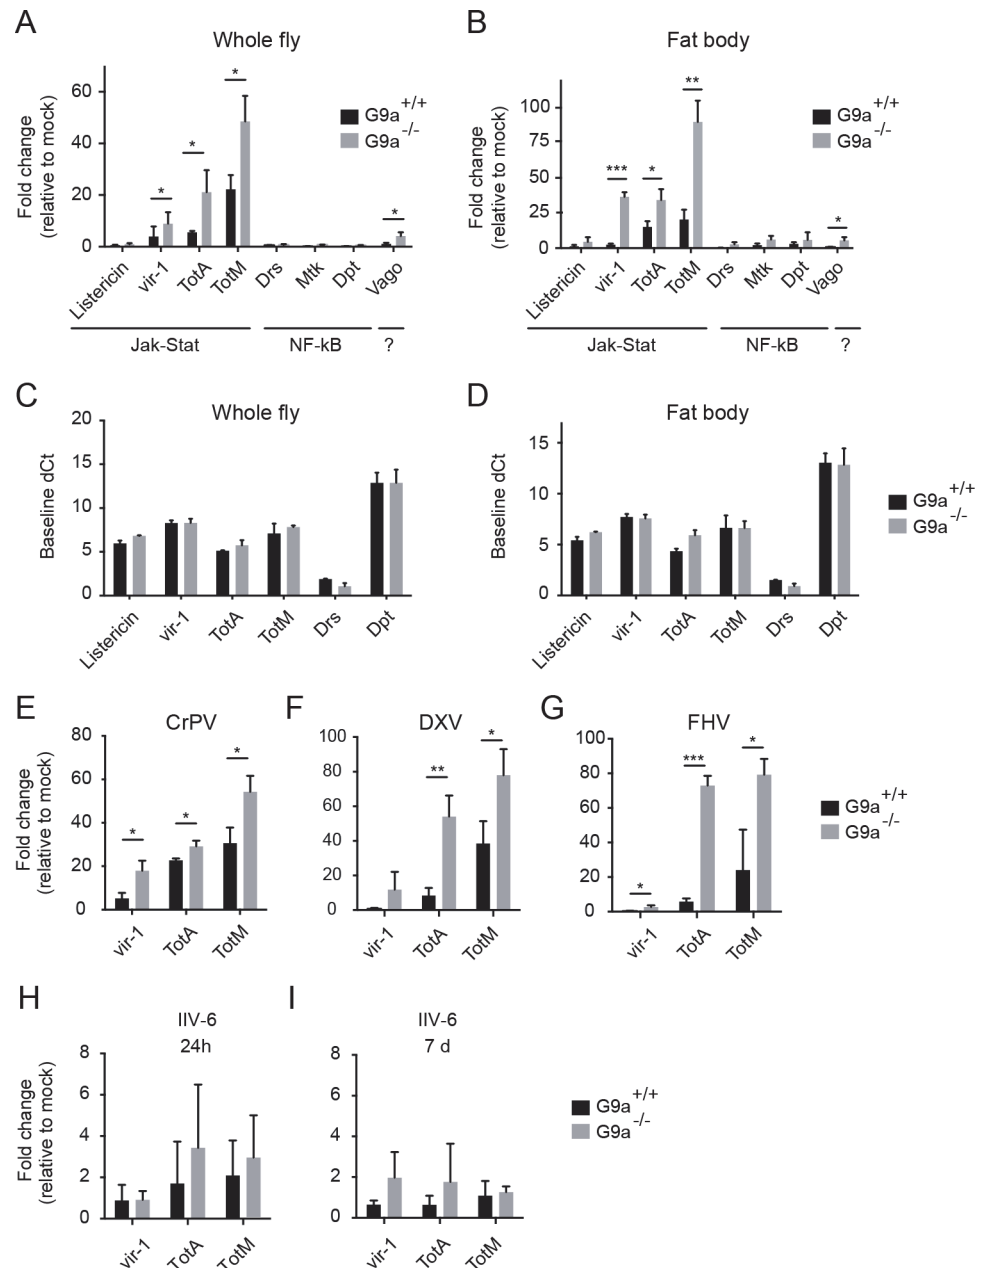 A
Whole fly
Fold change
(relative to mock)
60
40
20
0
*
*
*
*
G9a+/+
G9a-/-
Listericin
vir-1
TotA
TotM
Drs
Mtk
Dpt
Vago
Jak-Stat
NF-kB
?
B
Fat body
Fold change
(relative to mock)
100
75
50
25
0
***
*
**
*
G9a+/+
G9a-/-
Listericin
vir-1
TotA
TotM
Drs
Mtk
Dpt
Vago
Jak-Stat
NF-kB
?
C
Whole fly
Baseline dCt
20
15
10
5
0
Listericin
vir-1
TotA
TotM
Drs
Dpt
D
Fat body
Baseline dCt
15
10
5
0
Listericin
vir-1
TotA
TotM
Drs
Dpt
G9a+/+
G9a-/-
E
CrPV
Fold change
(relative to mock)
80
60
40
20
0
*
*
*
vir-1
TotA
TotM
F
DXV
100
80
60
40
20
0
**
*
vir-1
TotA
TotM
G
FHV
100
80
60
40
20
0
*
***
*
vir-1
TotA
TotM
G9a+/+
G9a-/-
H
IIV-6
24h
Fold change
(relative to mock)
8
6
4
2
0
vir-1
TotA
TotM
I
IIV-6
7 d
8
6
4
2
0
vir-1
TotA
TotM
G9a+/+
G9a-/-